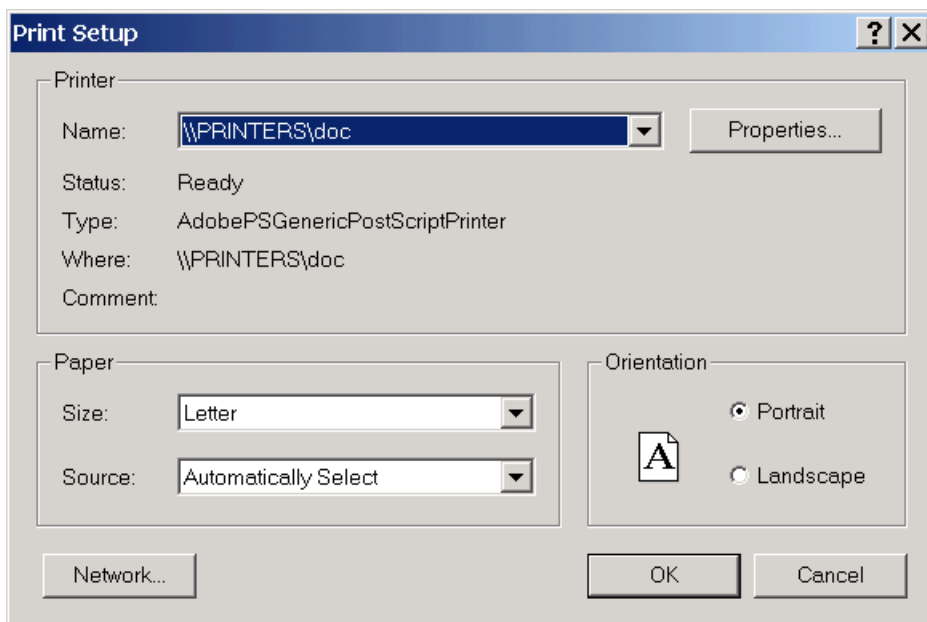 Print Setup
?
Printer
Name: \\PRINTERS\doc Properties...
Status: Ready
Type: AdobePSGenericPostScriptPrinter
Where: \\PRINTERS\doc
Comment:
Paper
Size: Letter
Source: Automatically Select
Orientation
A
Portrait
Landscape
Network... OK Cancel